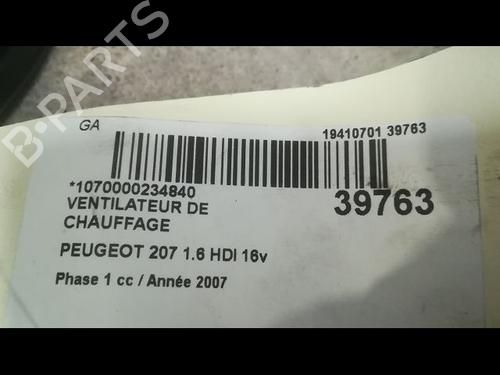 GA
19410701 39763
*1070000234840
39763
VENTILATEUR DE
CHAUFFAGE
PEUGEOT 207 1.6 HDI 16v
Phase 1 cc / Année 2007
B-PARTS